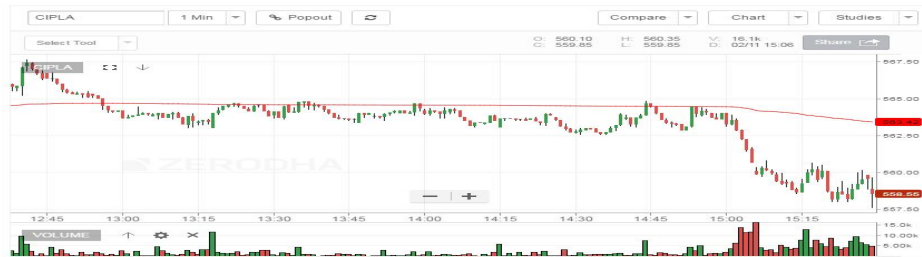 CIPLA 1 Min Popout Compare Chart Studies
Select Tool O: 560.10 H: 560.35 V: 16.1k Share
C: 559.85 L: 559.85 D: 02/11 15:06
CIPLA
567.50
565.00
563.42
562.50
ZERODHA
560.00
558.55
557.50
12:45 13:00 13:15 13:30 13:45 14:00 14:15 14:30 14:45 15:00 15:15
VOLUME
15.0k
10.00k
5.00k